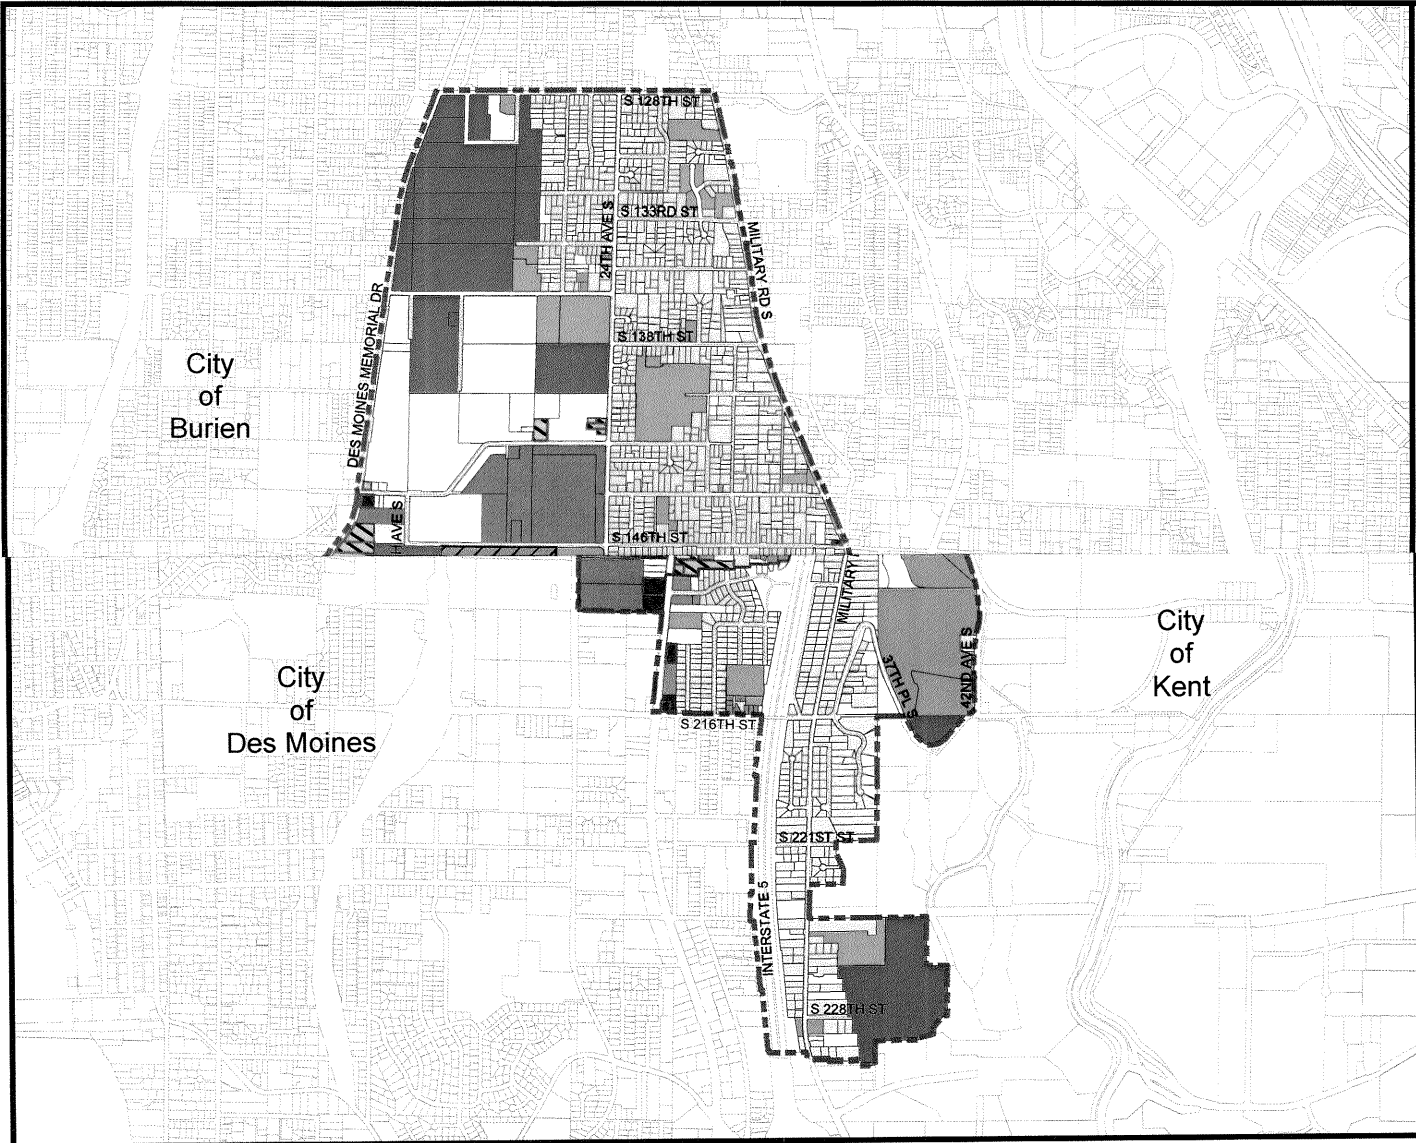 S 128TH ST
S 133RD ST
24TH AVE S
MILITARY RD S
DES MOINES MEMORIAL DR
S 138TH ST
City
of
Burien
H AVE S
S 146TH ST
MILITARY
37TH PL S
42ND AVE S
City
of
Kent
City
of
Des Moines
S 216TH ST
S 221ST ST
INTERSTATE 5
S 228TH ST